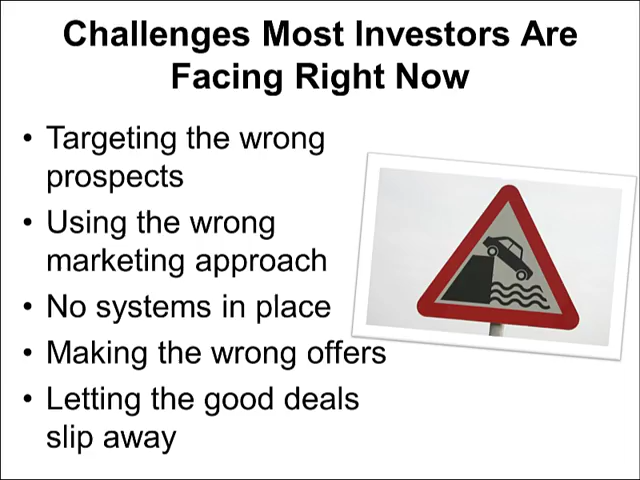 Challenges Most Investors Are
Facing Right Now
• Targeting the wrong
prospects
• Using the wrong
marketing approach
• No systems in place
• Making the wrong offers
• Letting the good deals
slip away